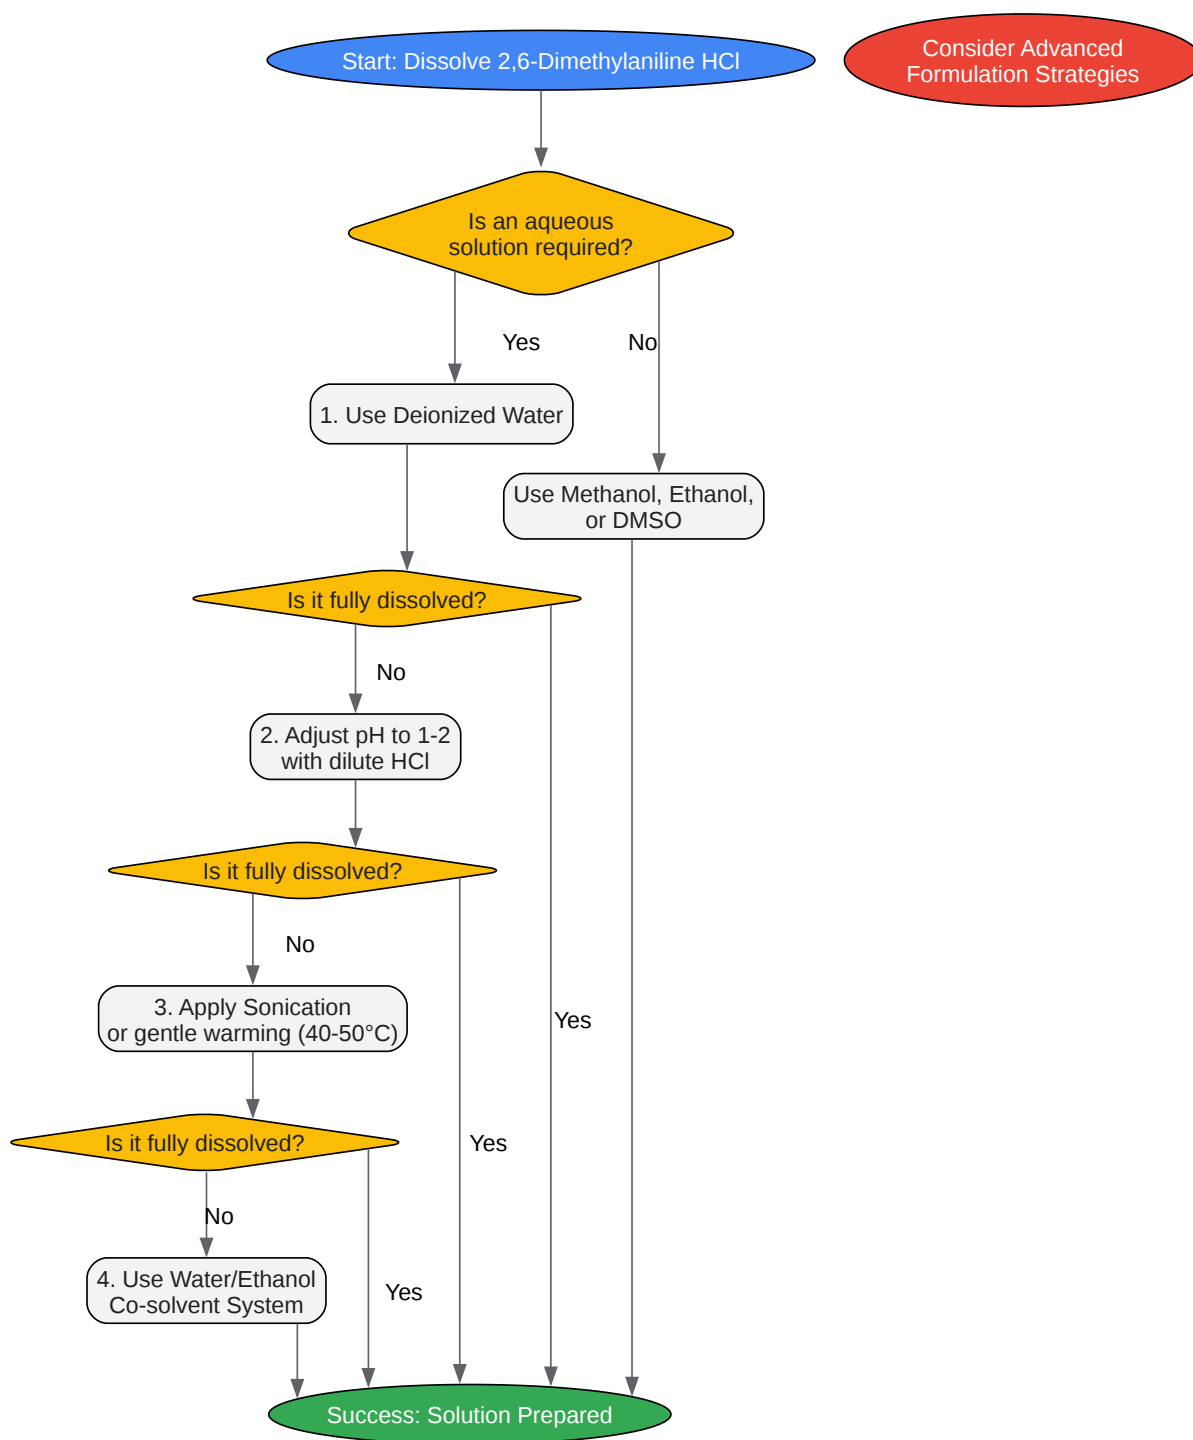 Start: Dissolve 2,6-Dimethylaniline HCl
Consider Advanced
Formulation Strategies
Is an aqueous
solution required?
Yes
No
1. Use Deionized Water
Use Methanol, Ethanol,
or DMSO
Is it fully dissolved?
No
2. Adjust pH to 1-2
with dilute HCl
Is it fully dissolved?
No
3. Apply Sonication
or gentle warming (40-50°C)
Yes
Is it fully dissolved?
Yes
No
4. Use Water/Ethanol
Co-solvent System
Yes
Success: Solution Prepared